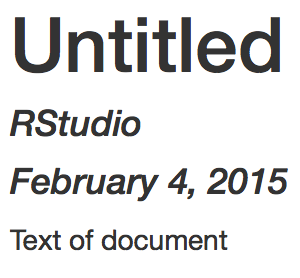 Untitled
RStudio
February 4, 2015
Text of document